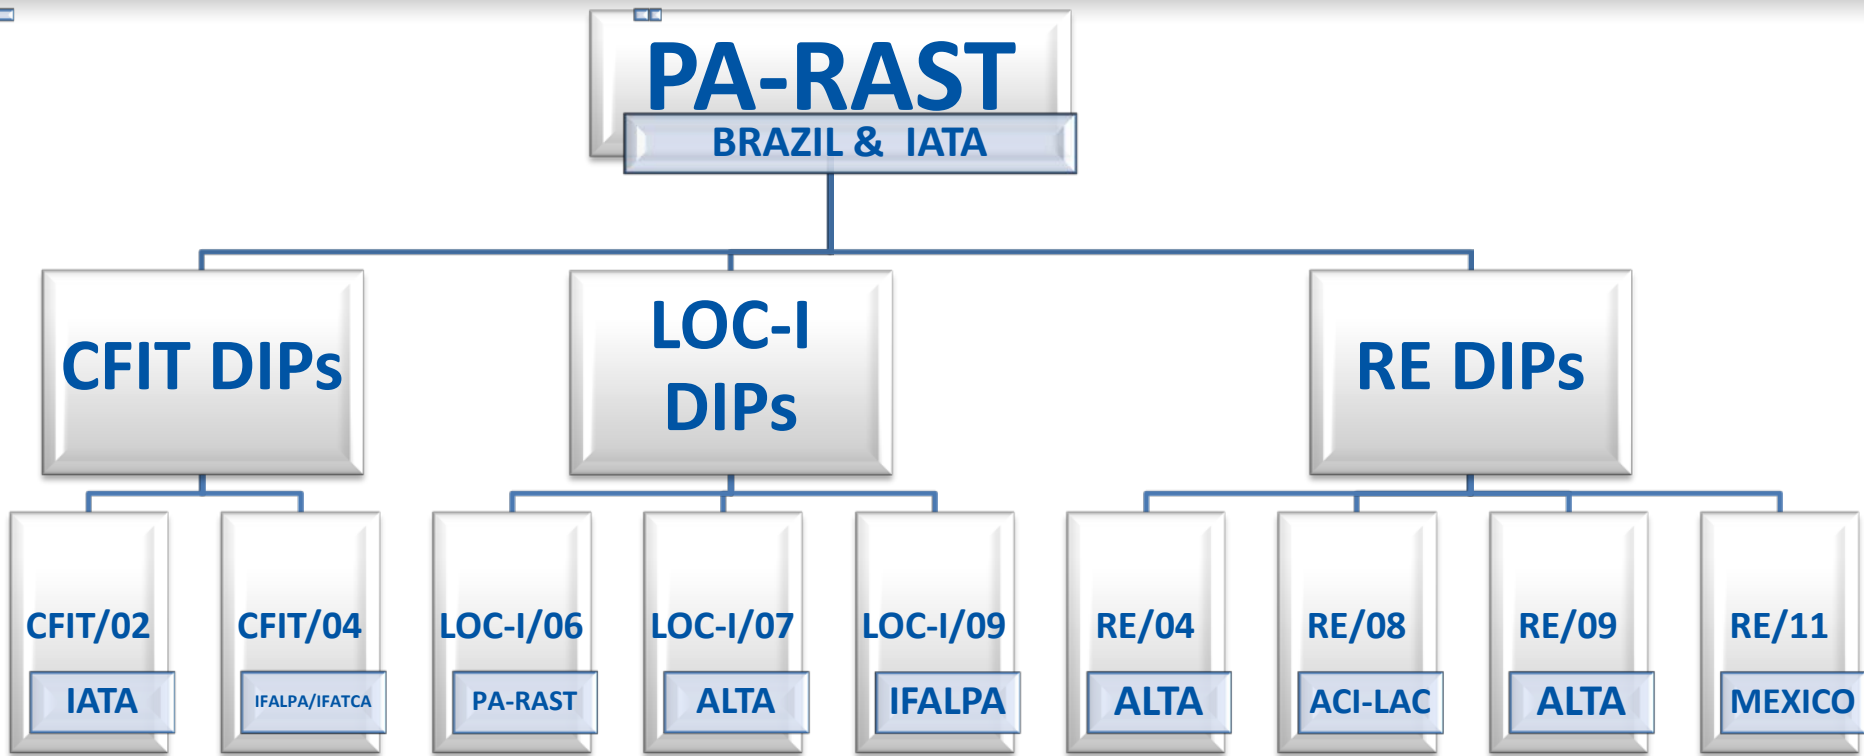 PA-RAST
BRAZIL & IATA
CFIT DIPs
LOC-I
DIPs
RE DIPs
CFIT/02
IATA
CFIT/04
IFALPA/IFATCA
LOC-I/06
PA-RAST
LOC-I/07
ALTA
LOC-I/09
IFALPA
RE/04
ALTA
RE/08
ACI-LAC
RE/09
ALTA
RE/11
MEXICO